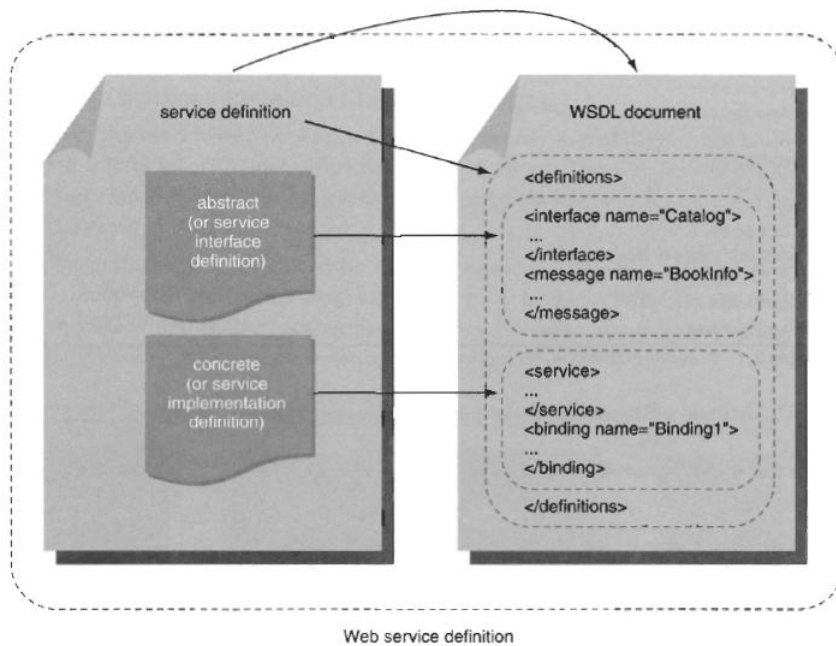 service definition
abstract
(or service
interface
definition)
concrete
(or service
implementation
definition)
WSDL document
<definitions>
<interface name="Catalog">
...
</interface>
<message name="BookInfo">
...
</message>
<service>
...
</service>
<binding name="Binding1">
...
</binding>
</definitions>
Web service definition